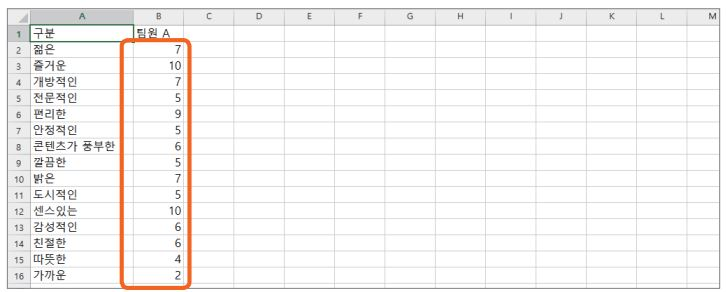 A B C D E F G H I J K L M
1 구분 팀원 A
2 젊은 7
3 즐거운 10
4 개방적인 7
5 전문적인 5
6 편리한 9
7 안정적인 5
8 콘텐츠가 풍부한 6
9 깔끔한 5
10 밝은 7
11 도시적인 5
12 센스있는 10
13 감성적인 6
14 친절한 6
15 따뜻한 4
16 가까운 2